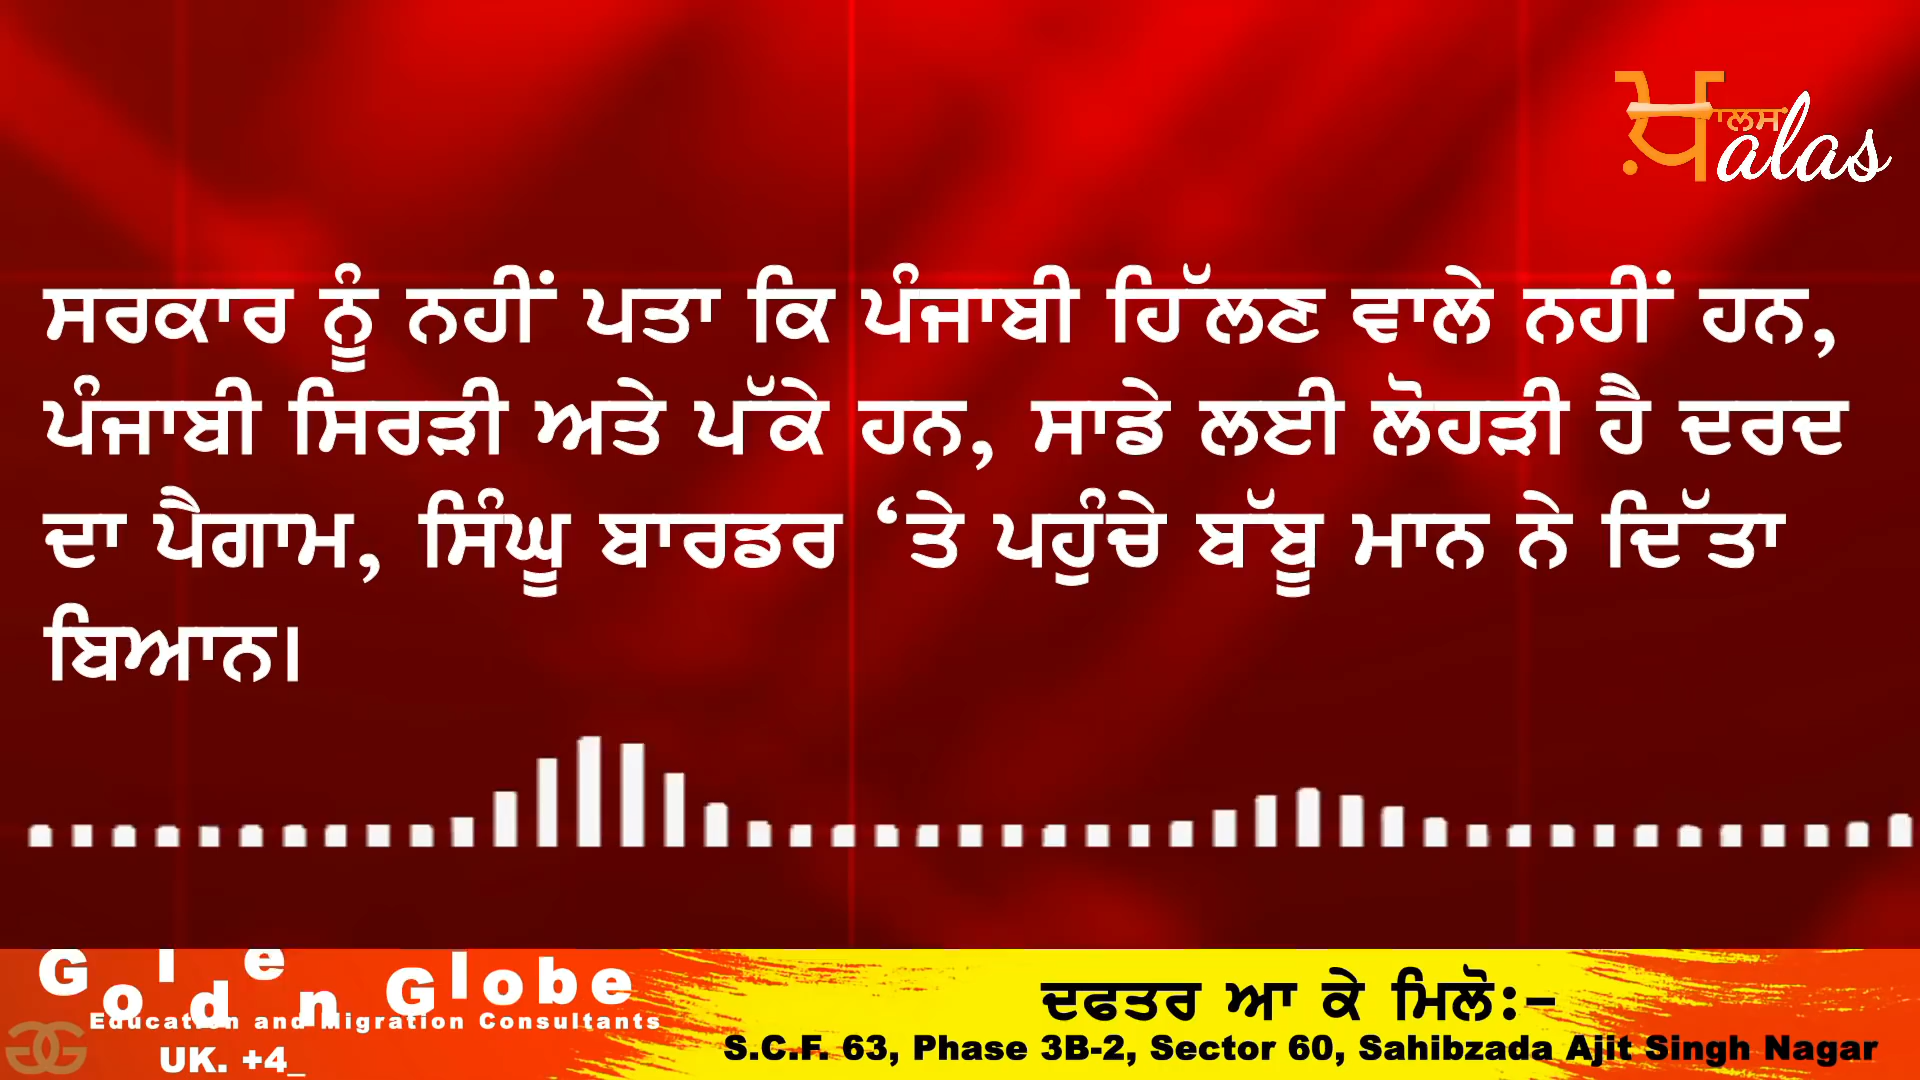 ਖ਼ਾਲਸ alas
ਸਰਕਾਰ ਨੂੰ ਨਹੀਂ ਪਤਾ ਕਿ ਪੰਜਾਬੀ ਹਿੱਲਣ ਵਾਲੇ ਨਹੀਂ ਹਨ,
ਪੰਜਾਬੀ ਸਿਰੜੀ ਅਤੇ ਪੱਕੇ ਹਨ, ਸਾਡੇ ਲਈ ਲੋਹੜੀ ਹੈ ਦਰਦ
ਦਾ ਪੈਗਾਮ, ਸਿੰਘੂ ਬਾਰਡਰ ‘ਤੇ ਪਹੁੰਚੇ ਬੱਬੂ ਮਾਨ ਨੇ ਦਿੱਤਾ
ਬਿਆਨ।
Golden Globe
Education and Migration Consultants
UK. +4_
ਦਫਤਰ ਆ ਕੇ ਮਿਲੋ:-
S.C.F. 63, Phase 3B-2, Sector 60, Sahibzada Ajit Singh Nagar